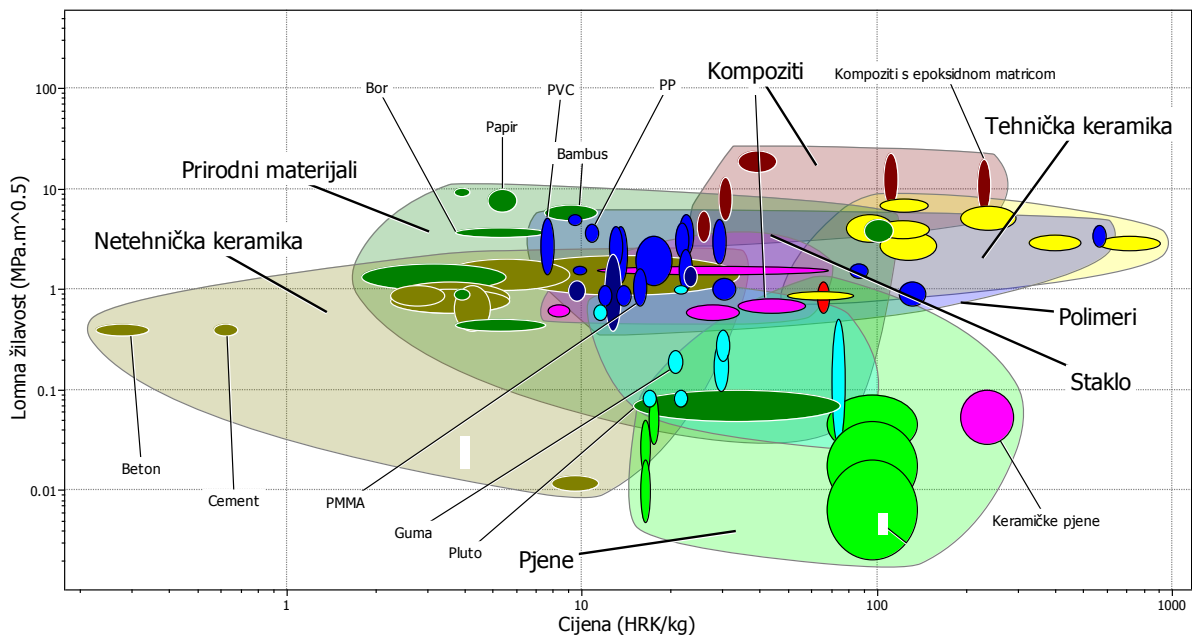 Lomna žilavost (MPa.m^0.5)
100
10
1
0.1
0.01
Kompoziti
Kompoziti s epoksidnom matricom
Bor
PVC
PP
Papir
Tehnička keramika
Bambus
Prirodni materijali
Netehnička keramika
Polimeri
Staklo
Beton
Cement
PMMA
Guma
Pluto
Pjene
Keramičke pjene
1
10
100
1000
Cijena (HRK/kg)